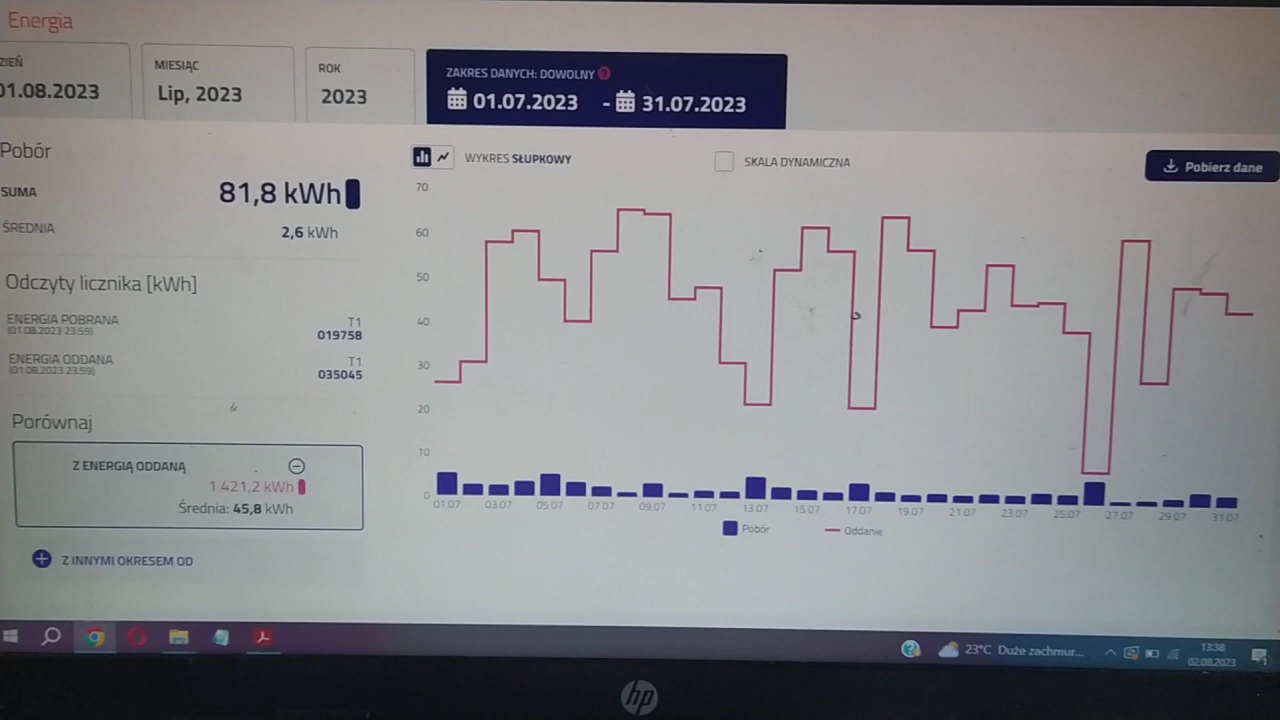 Energia
ZIEŃ
01.08.2023
MIESIĄC
Lip, 2023
ROK
2023
ZAKRES DANYCH: DOWOLNY ?
01.07.2023 - 31.07.2023
Pobór
SUMA
81,8 kWh
ŚREDNIA
2,6 kWh
Odczyty licznika [kWh]
ENERGIA POBRANA
(01.08.2023 23:59)
T1
019758
ENERGIA ODDANA
(01.08.2023 23:59)
T1
035045
Porównaj
Z ENERGIĄ ODDANĄ
1 421,2 kWh
Średnia: 45,8 kWh
Z INNYMI OKRESEM OD
WYKRES SŁUPKOWY
SKALA DYNAMICZNA
Pobierz dane
70
60
50
40
30
20
10
0
01.07 03.07 05.07 07.07 09.07 11.07 13.07 15.07 17.07 19.07 21.07 23.07 25.07 27.07 29.07 31.07
Pobór Oddanie
23°C Duże zachmur...
13:38
02.08.2023
1
hp